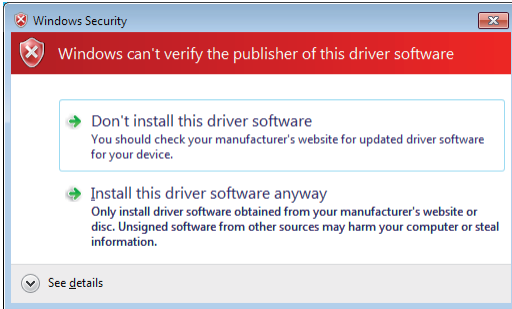 Windows Security
Windows can't verify the publisher of this driver software
Don't install this driver software
You should check your manufacturer's website for updated driver software
for your device.
Install this driver software anyway
Only install driver software obtained from your manufacturer's website or
disc. Unsigned software from other sources may harm your computer or steal
information.
See details